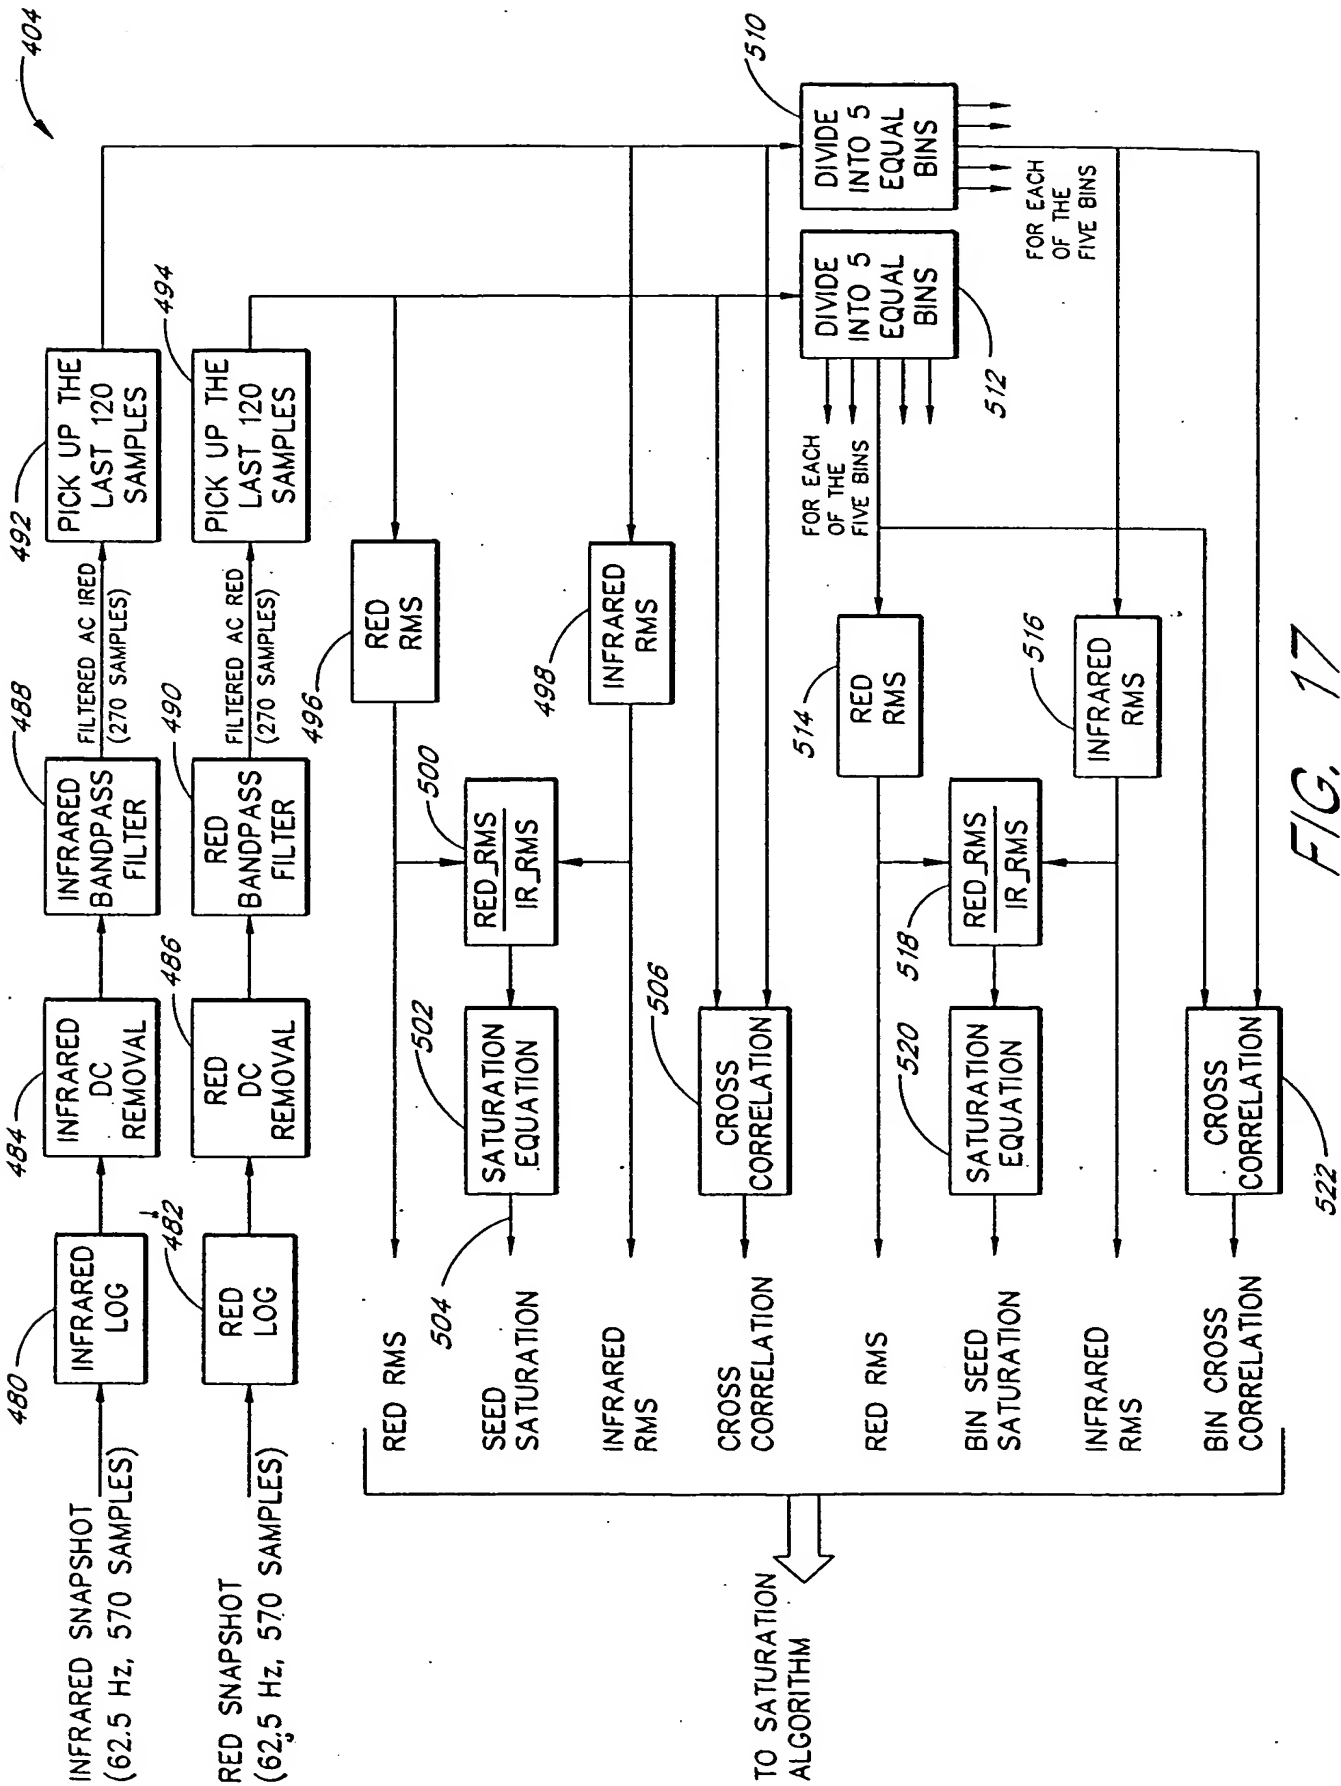 404
INFRARED SNAPSHOT
(62.5 Hz, 570 SAMPLES)
480
INFRARED
LOG
484
INFRARED
DC
REMOVAL
488
INFRARED
BANDPASS
FILTER
FILTERED AC IRED
(270 SAMPLES)
492
PICK UP THE
LAST 120
SAMPLES
RED SNAPSHOT
(62.5 Hz, 570 SAMPLES)
482
RED
LOG
486
RED
DC
REMOVAL
490
RED
BANDPASS
FILTER
FILTERED AC RED
(270 SAMPLES)
494
PICK UP THE
LAST 120
SAMPLES
RED RMS
496
RED
RMS
SEED
SATURATION
504
502
SATURATION
EQUATION
500
RED_RMS
IR_RMS
INFRARED
RMS
498
INFRARED
RMS
CROSS
CORRELATION
506
CROSS
CORRELATION
TO SATURATION
ALGORITHM
512
DIVIDE
INTO 5
EQUAL
BINS
510
DIVIDE
INTO 5
EQUAL
BINS
FOR EACH
OF THE
FIVE BINS
FOR EACH
OF THE
FIVE BINS
RED RMS
514
RED
RMS
BIN SEED
SATURATION
520
SATURATION
EQUATION
518
RED_RMS
IR_RMS
INFRARED
RMS
516
INFRARED
RMS
BIN CROSS
CORRELATION
522
CROSS
CORRELATION
FIG. 17